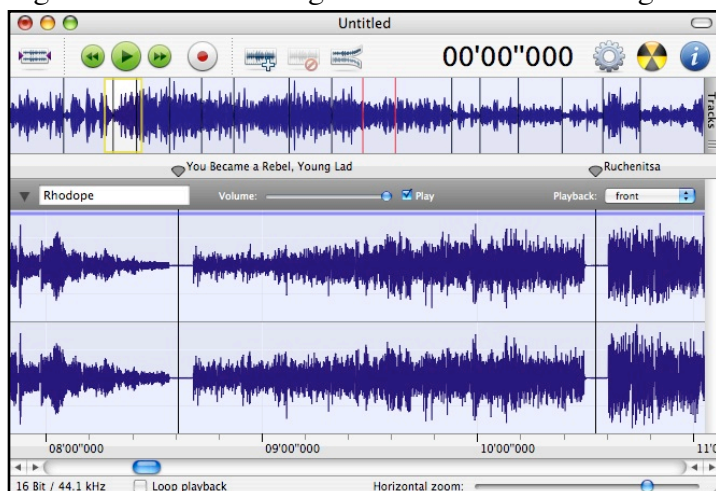 Untitled
00'00"000
Tracks
You Became a Rebel, Young Lad
Ruchenitsa
Rhodope
Volume:
Play
Playback:
front
08'00"000
09'00"000
10'00"000
16 Bit / 44.1 kHz
Loop playback
Horizontal zoom: